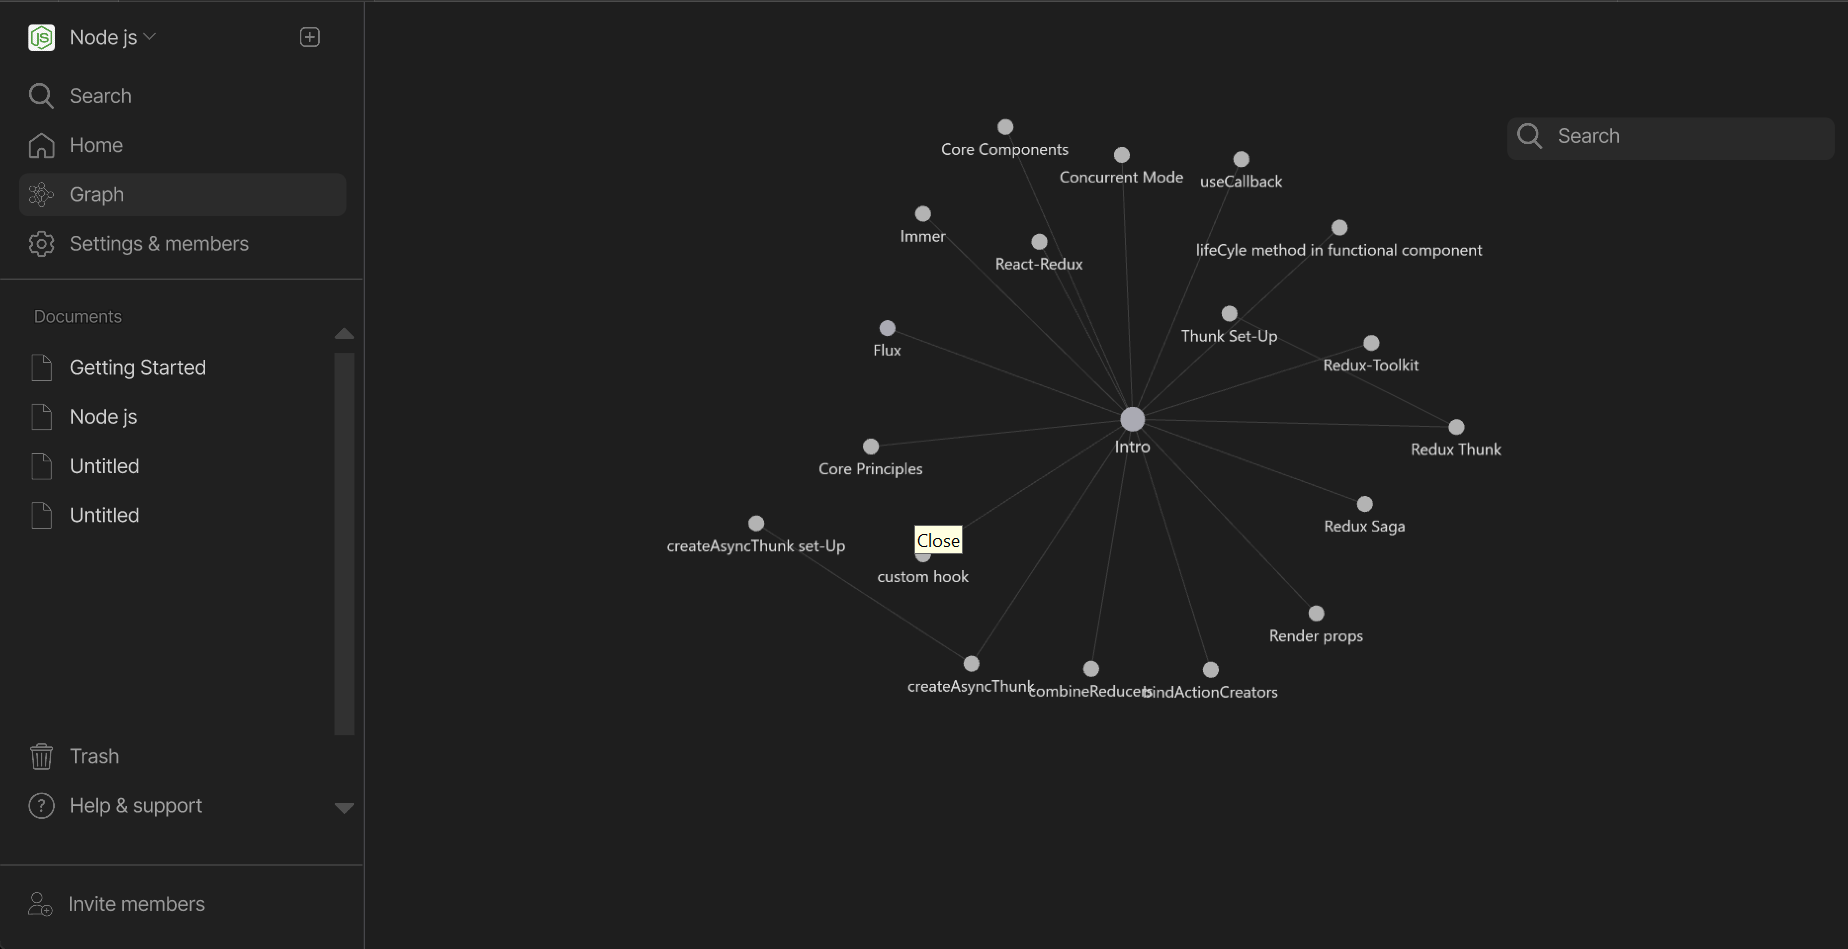 JS
Node js
Search
Home
Graph
Settings & members
Documents
Getting Started
Node js
Untitled
Untitled
Trash
? Help & support
Invite members
Search
Core Components
Concurrent Mode
useCallback
Immer
React-Redux
lifeCyle method in functional component
Flux
Thunk Set-Up
Redux-Toolkit
Intro
Redux Thunk
Core Principles
Redux Saga
createAsyncThunk set-Up
Close
custom hook
Render props
createAsyncThunk
combineReducers
bindActionCreators